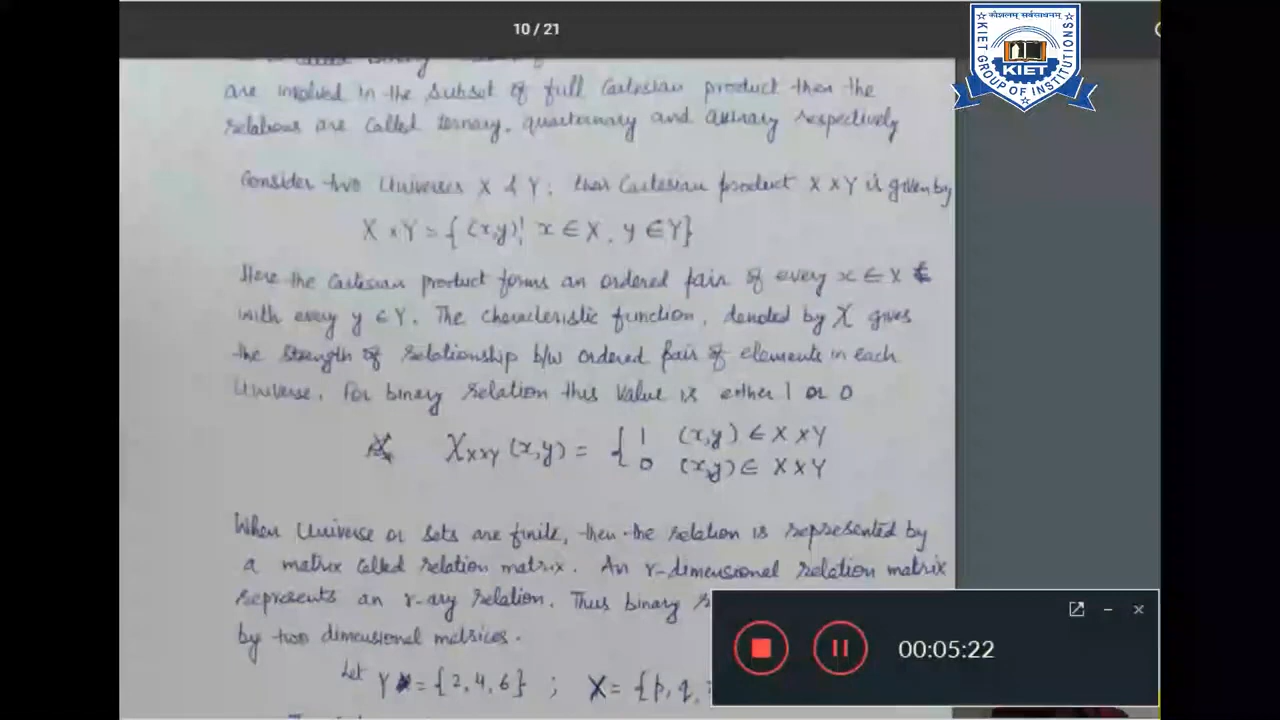 10 / 21
कौशलम् सर्वसाधनम्
KIET
KIET GROUP OF INSTITUTIONS
called binary
are involved in the subset of full Cartesian product then the
relations are called ternary, quarternary and
respectively
Consider two Universes X & Y; their Cartesian product X × Y is given by
X × Y = { (x,y)| x ∈ X, y ∈ Y}
Here the Cartesian product forms an ordered pair of every x ∈ X
with every y ∈ Y. The characteristic function, denoted by X gives
the strength of relationship b/w ordered pair of elements in each
Universe. For binary relation this value is either 1 or 0
X X×Y (x,y) = { 1 (x,y) ∈ X × Y
0 (x,y) ∈ X × Y
When Universe or sets are finite, then the relation is represented by
a matrix called relation matrix. An r-dimensional relation matrix
represents an r-ary relation. Thus binary
by two dimensional matrices.
Let Y = {2, 4, 6} ; X = {p, q,
00:05:22